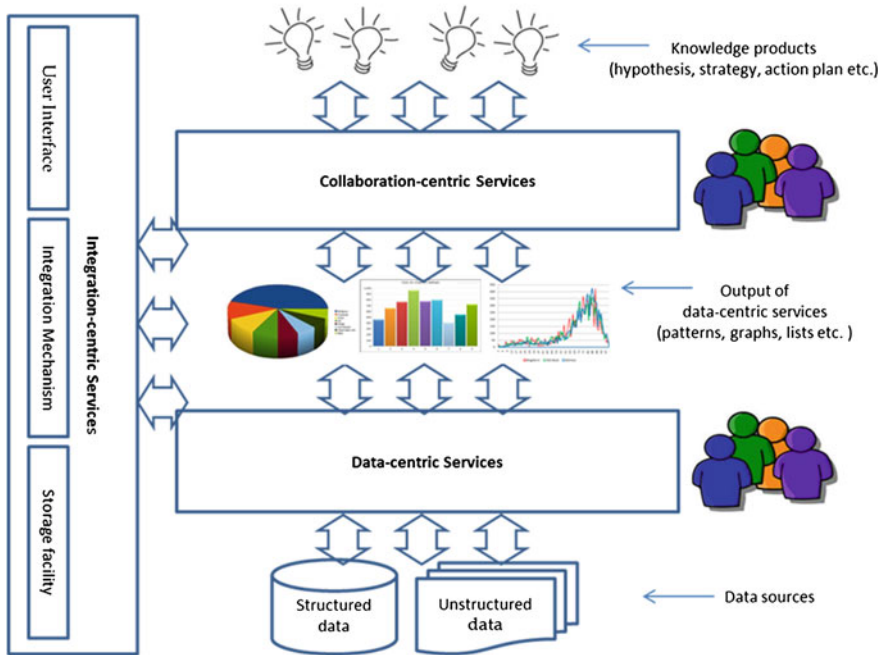 Knowledge products
(hypothesis, strategy, action plan etc.)
User Interface
Integration Mechanism
Storage facility
Integration-centric Services
Collaboration-centric Services
Output of
data-centric services
(patterns, graphs, lists etc. )
Data-centric Services
Structured
data
Unstructured
data
Data sources